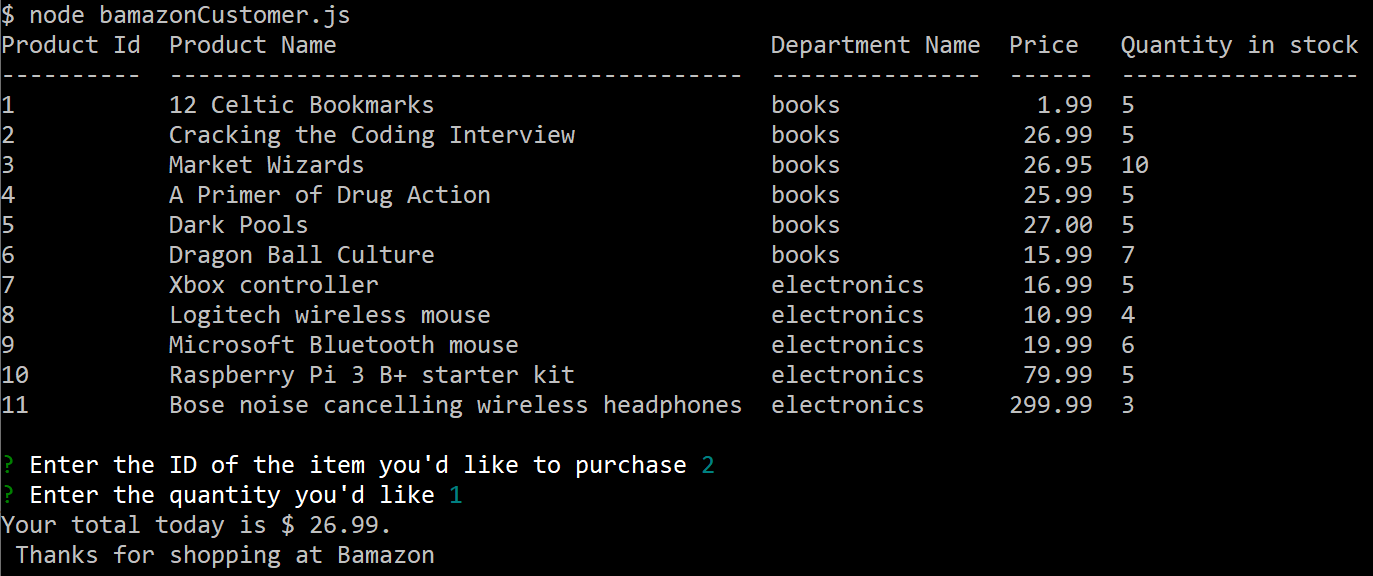 $ node bamazonCustomer.js
Product Id  Product Name                               Department Name  Price   Quantity in stock
----------  -----------------------------------------  ---------------  ------  -----------------
1           12 Celtic Bookmarks                        books              1.99  5
2           Cracking the Coding Interview              books             26.99  5
3           Market Wizards                             books             26.95  10
4           A Primer of Drug Action                    books             25.99  5
5           Dark Pools                                 books             27.00  5
6           Dragon Ball Culture                        books             15.99  7
7           Xbox controller                            electronics       16.99  5
8           Logitech wireless mouse                    electronics       10.99  4
9           Microsoft Bluetooth mouse                  electronics       19.99  6
10          Raspberry Pi 3 B+ starter kit              electronics       79.99  5
11          Bose noise cancelling wireless headphones  electronics      299.99  3

? Enter the ID of the item you'd like to purchase 2
? Enter the quantity you'd like 1
Your total today is $ 26.99.
 Thanks for shopping at Bamazon